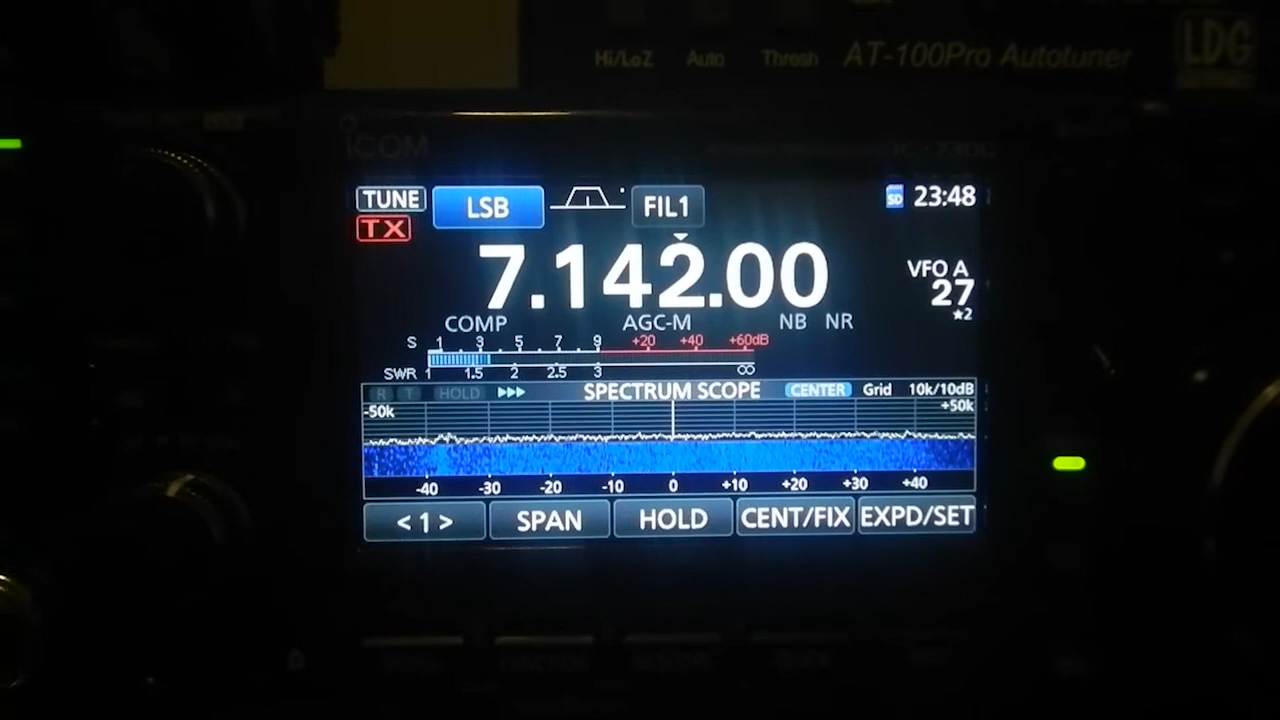 Hi/LoZ Auto Thresh AT-100Pro Autotuner LDG
ICOM
TUNE LSB FIL1 SD 23:48
TX
7.142.00
VFO A
27
★2
COMP AGC-M NB NR
S 1 3 5 7 9 +20 +40 +60dB
SWR 1 1.5 2 2.5 3 ∞
R T HOLD SPECTRUM SCOPE CENTER Grid 10k/10dB
-50k +50k
-40 -30 -20 -10 0 +10 +20 +30 +40
<1> SPAN HOLD CENT/FIX EXPD/SET